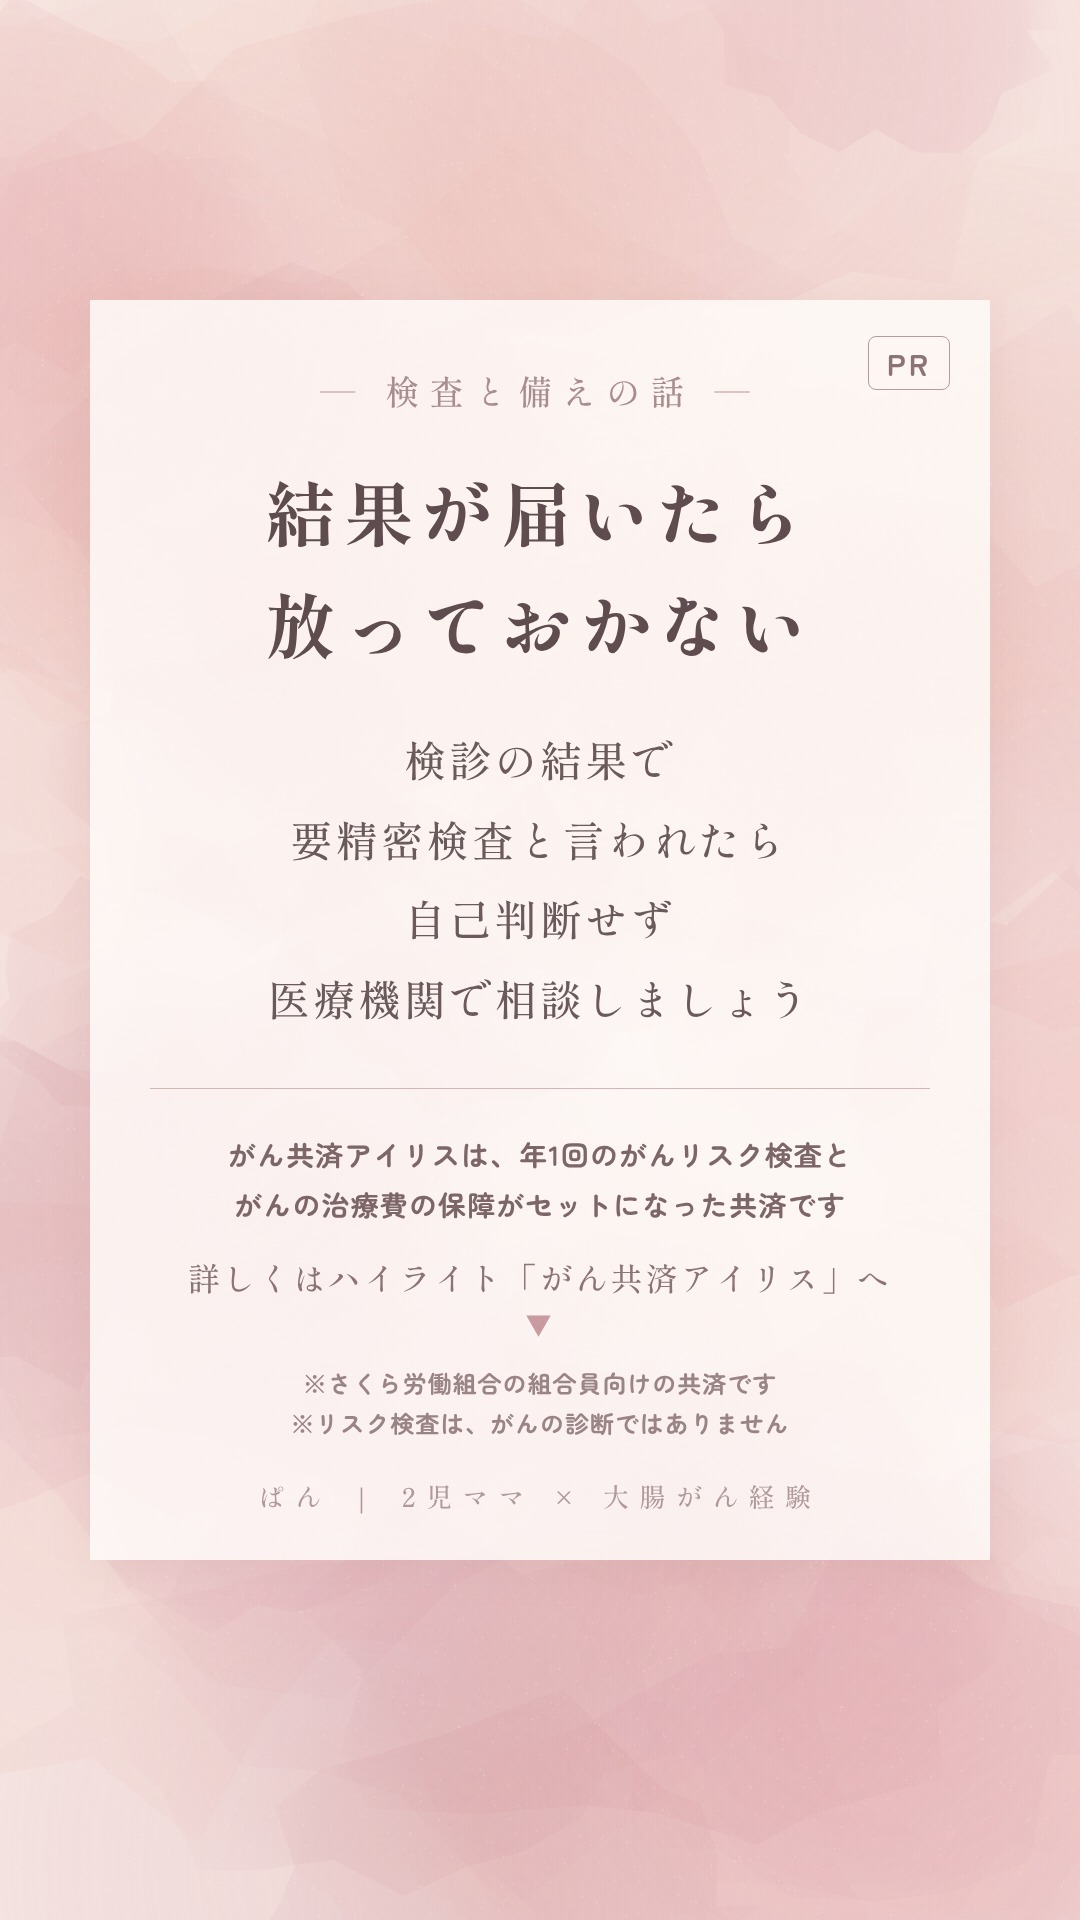 PR
― 検査と備えの話 ―
結果が届いたら
放っておかない
検診の結果で
要精密検査と言われたら
自己判断せず
医療機関で相談しましょう
がん共済アイリスは、年1回のがんリスク検査と
がんの治療費の保障がセットになった共済です
詳しくはハイライト「がん共済アイリス」へ
▼
※さくら労働組合の組合員向けの共済です
※リスク検査は、がんの診断ではありません
ぱん | 2児ママ × 大腸がん経験